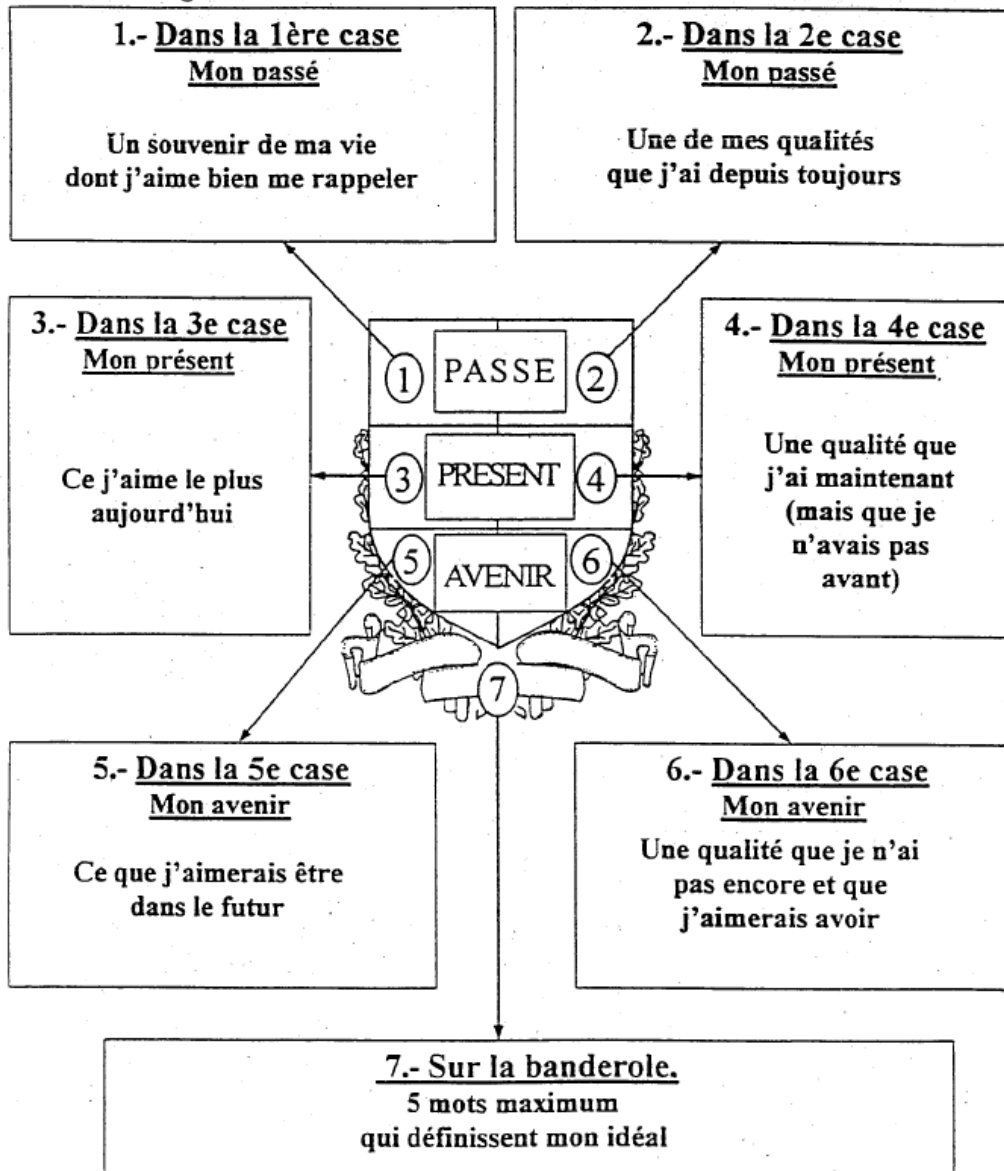 1.- Dans la 1ère case
Mon passé
Un souvenir de ma vie
dont j'aime bien me rappeler
2.- Dans la 2e case
Mon passé
Une de mes qualités
que j'ai depuis toujours
3.- Dans la 3e case
Mon présent
Ce j'aime le plus
aujourd'hui
1 PASSE 2
3 PRESENT 4
5 AVENIR 6
7
4.- Dans la 4e case
Mon présent
Une qualité que
j'ai maintenant
(mais que je
n'avais pas
avant)
5.- Dans la 5e case
Mon avenir
Ce que j'aimerais être
dans le futur
6.- Dans la 6e case
Mon avenir
Une qualité que je n'ai
pas encore et que
j'aimerais avoir
7.- Sur la banderole.
5 mots maximum
qui définissent mon idéal